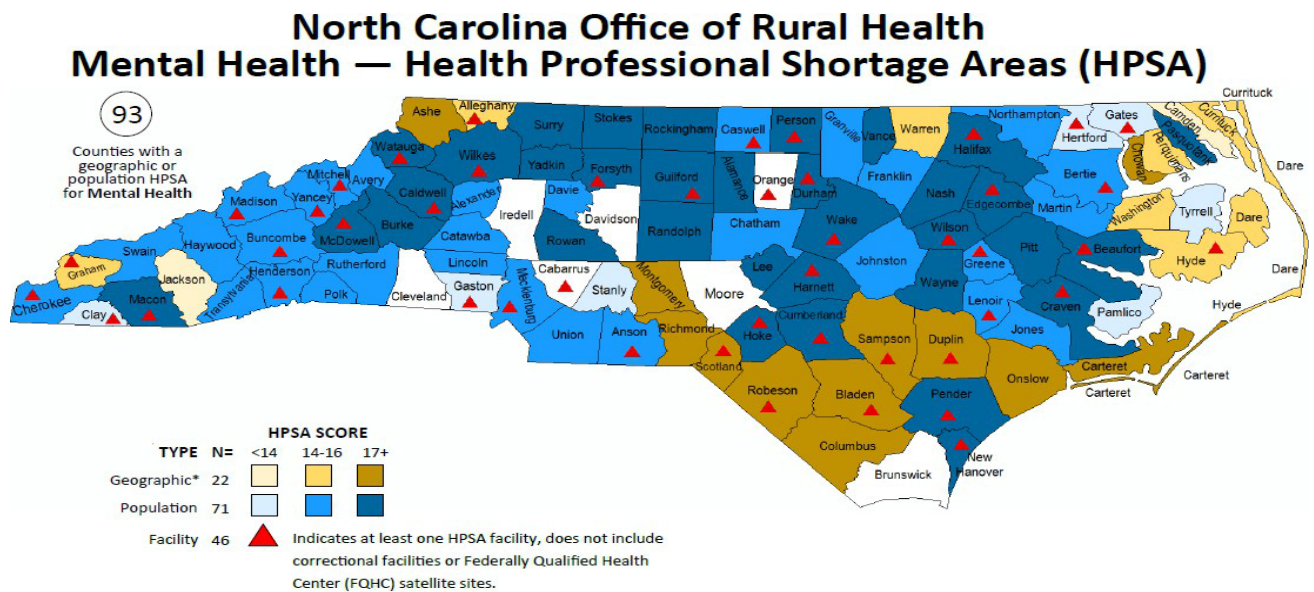 North Carolina Office of Rural Health
Mental Health — Health Professional Shortage Areas (HPSA)
93
Counties with a
geographic or
population HPSA
for Mental Health
Ashe
Alleghany
Surry
Stokes
Rockingham
Caswell
Person
Granville
Vance
Warren
Halifax
Northampton
Hertford
Gates
Camden
Currituck
Currituck
Pasquotank
Perquimans
Chowan
Dare
Watauga
Wilkes
Yadkin
Forsyth
Guilford
Alamance
Orange
Durham
Franklin
Nash
Edgecombe
Bertie
Martin
Washington
Tyrrell
Dare
Mitchell
Avery
Caldwell
Alexander
Iredell
Davie
Davidson
Randolph
Chatham
Wake
Wilson
Pitt
Beaufort
Hyde
Madison
Yancey
McDowell
Burke
Catawba
Rowan
Swain
Haywood
Buncombe
Rutherford
Lincoln
Cabarrus
Stanly
Montgomery
Moore
Lee
Harnett
Johnston
Wayne
Greene
Lenoir
Craven
Pamlico
Dare
Hyde
Graham
Jackson
Henderson
Transylvania
Polk
Cleveland
Gaston
Mecklenburg
Cherokee
Clay
Macon
Union
Anson
Richmond
Scotland
Hoke
Cumberland
Sampson
Duplin
Jones
Onslow
Carteret
Carteret
Carteret
Robeson
Bladen
Pender
Columbus
Brunswick
New
Hanover
HPSA SCORE
TYPE N= <14 14-16 17+
Geographic* 22
Population 71
Facility 46 Indicates at least one HPSA facility, does not include
correctional facilities or Federally Qualified Health
Center (FQHC) satellite sites.